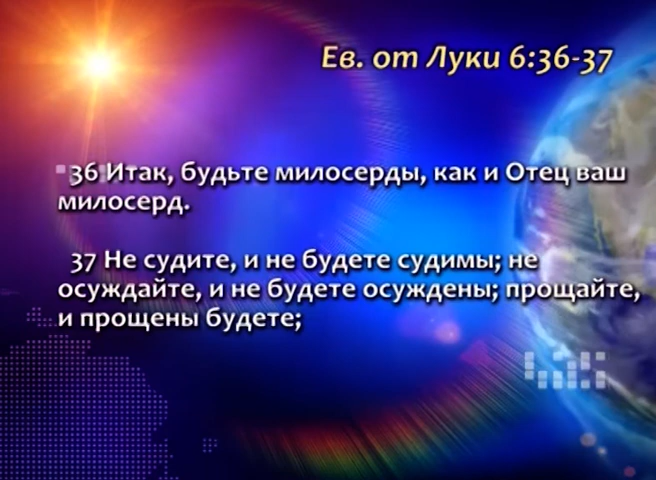 Ев. от Луки 6:36-37
36 Итак, будьте милосерды, как и Отец ваш
милосерд.
37 Не судите, и не будете судимы; не
осуждайте, и не будете осуждены; прощайте,
и прощены будете;